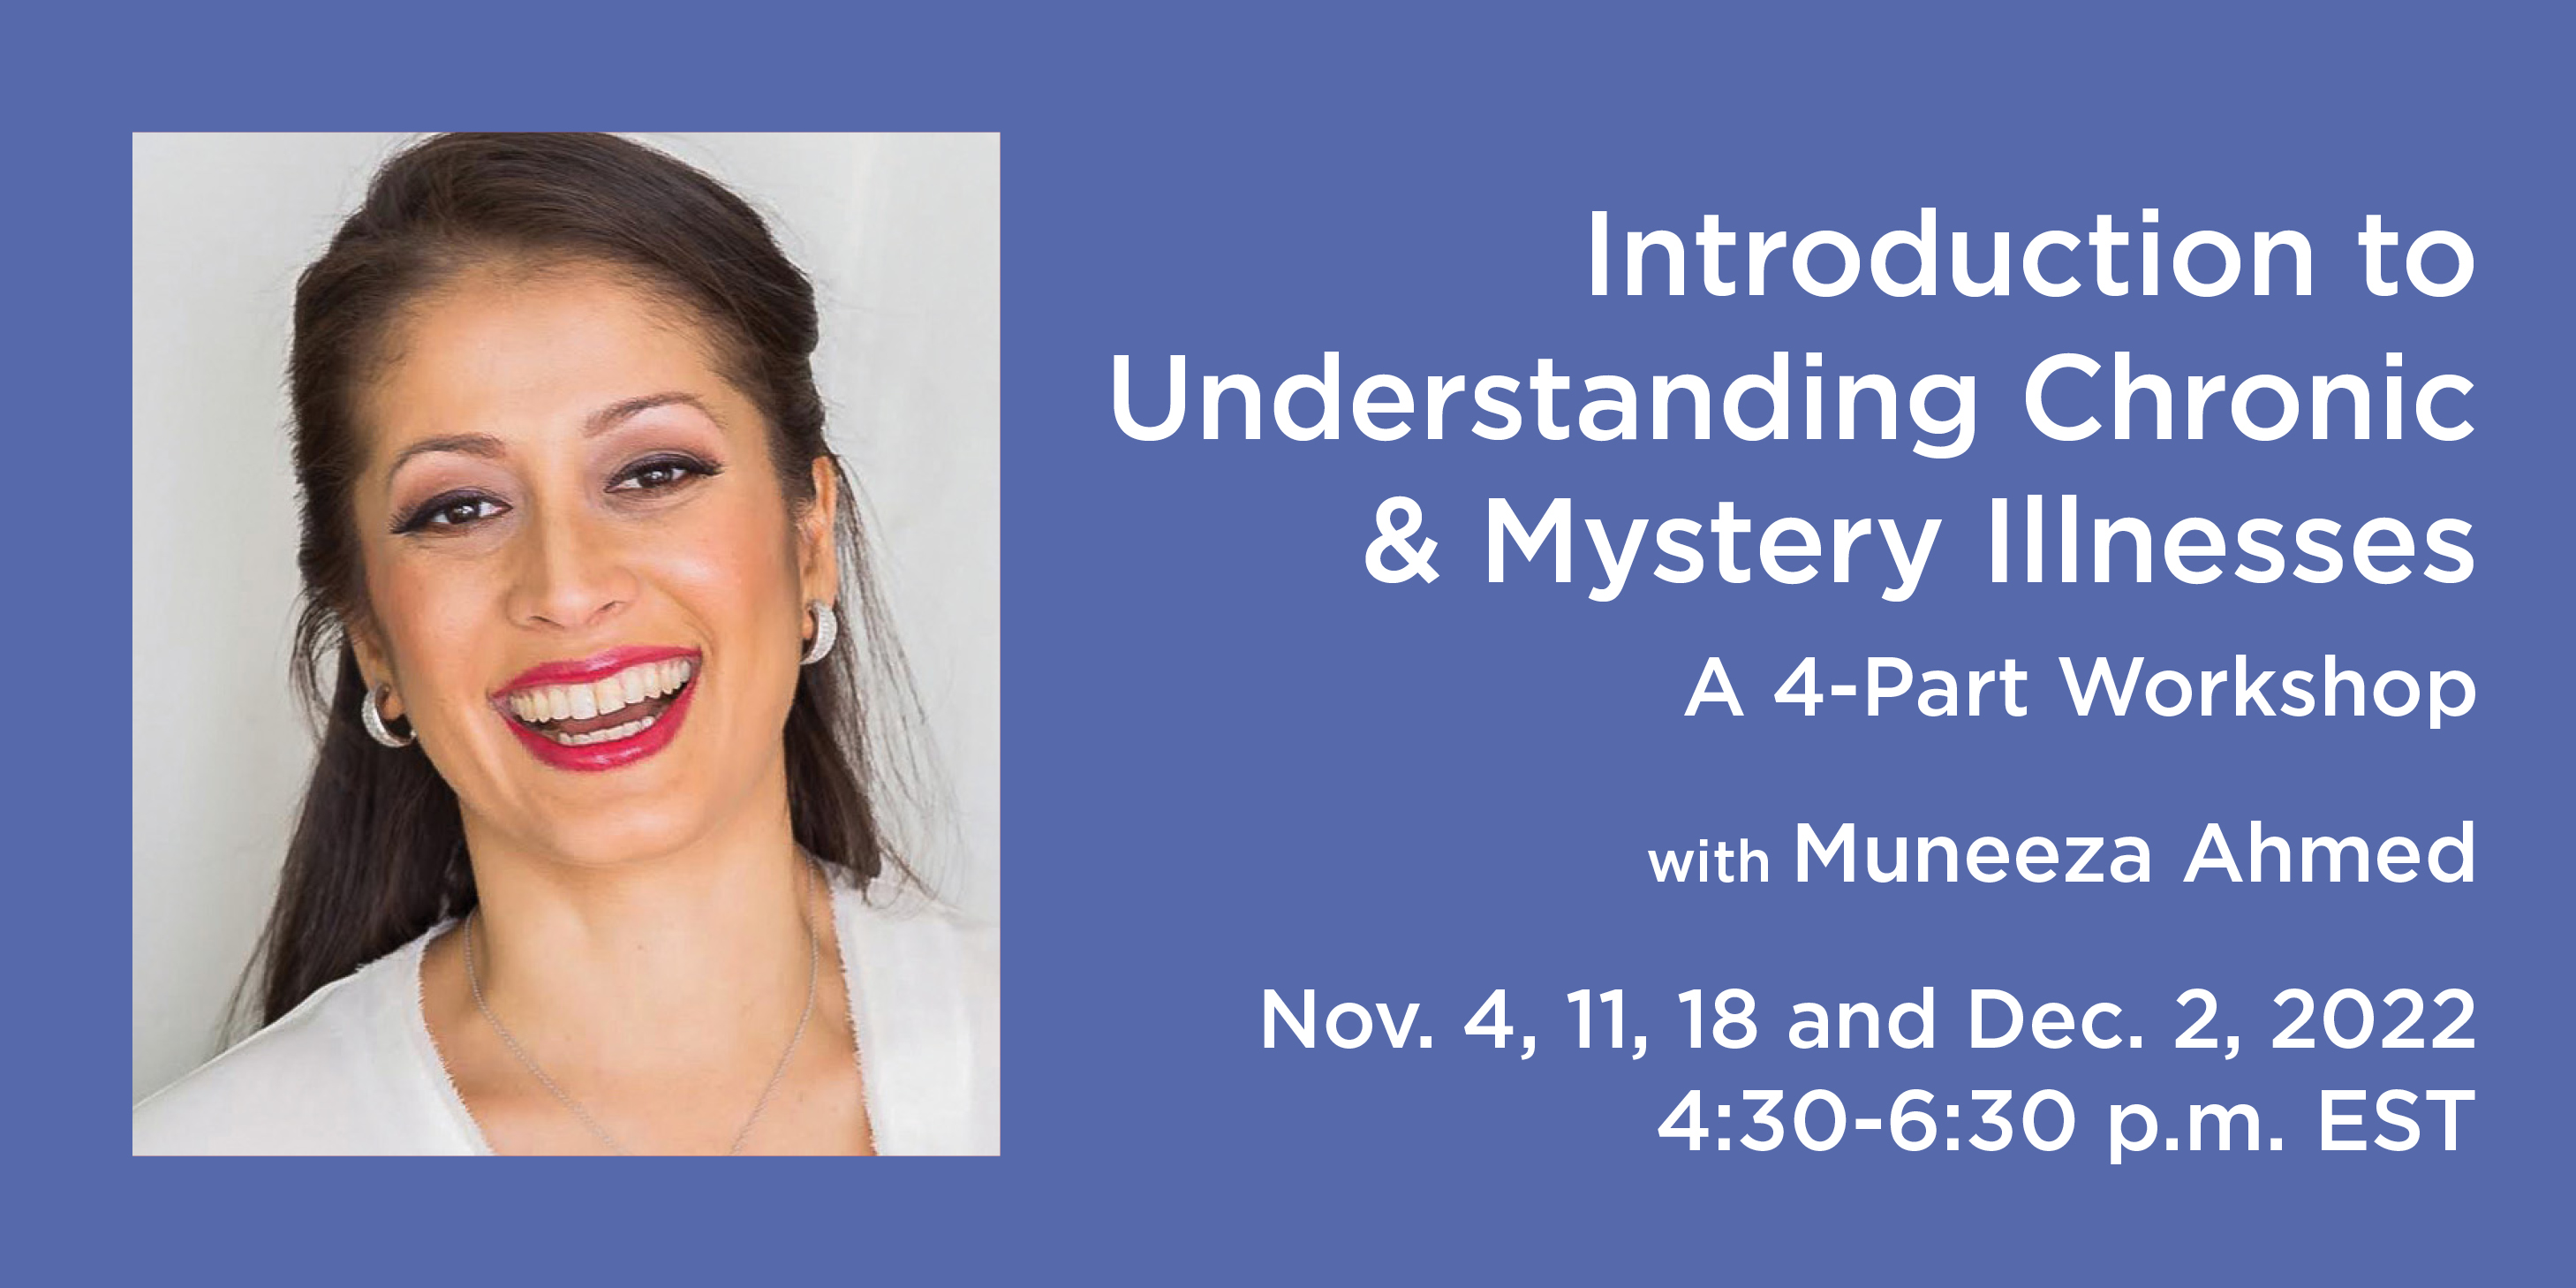 Introduction to
Understanding Chronic
& Mystery Illnesses
A 4-Part Workshop
with Muneeza Ahmed
Nov. 4, 11, 18 and Dec. 2, 2022
4:30-6:30 p.m. EST